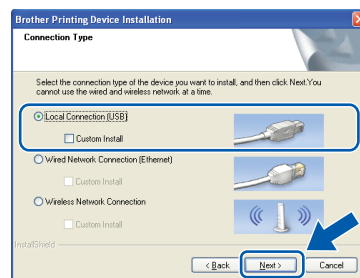 Brother Printing Device Installation
Connection Type
Select the connection type of the device you want to install, and then click Next.You
cannot use the wired and wireless network at a time.
Local Connection (USB)
Custom Install
Wired Network Connection (Ethernet)
Custom Install
Wireless Network Connection
Custom Install
InstallShield
< Back
Next >
Cancel